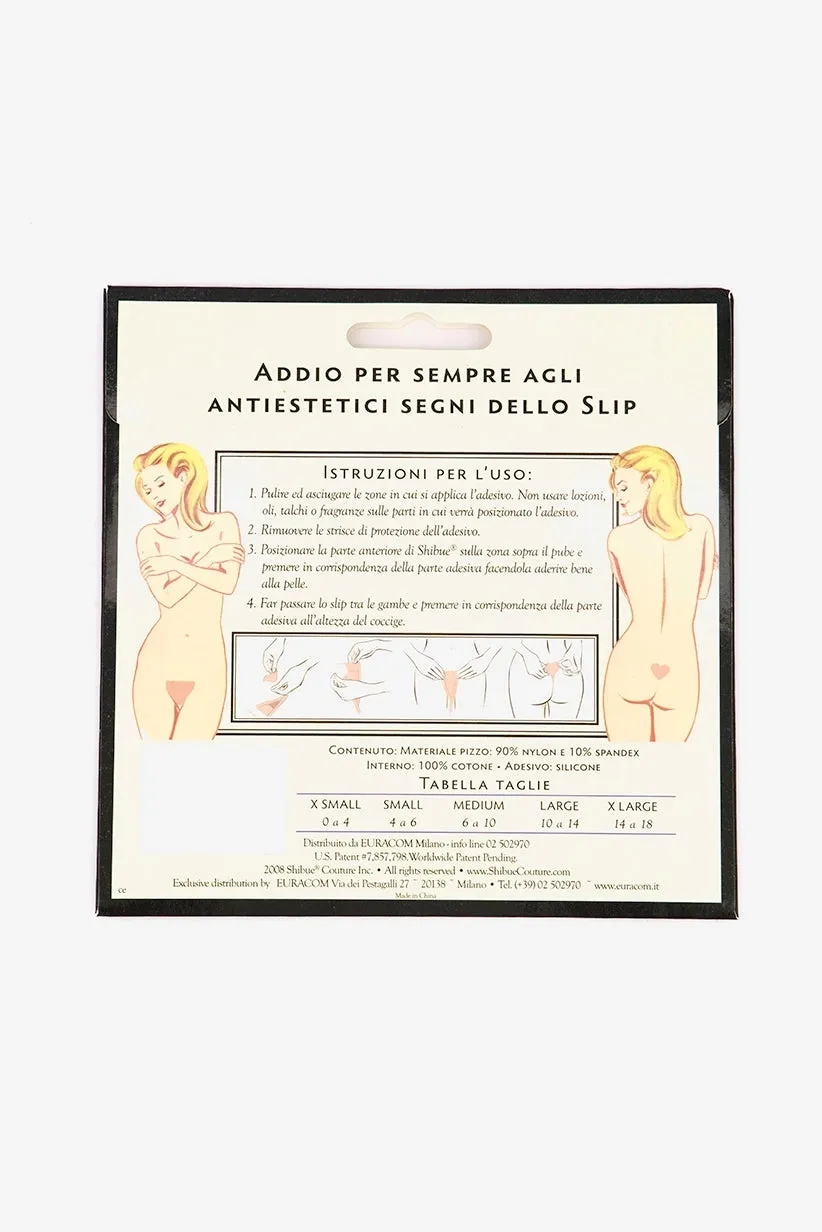 Addio per sempre agli
antiestetici segni dello Slip
Istruzioni per l'uso:
1. Pulire ed asciugare le zone in cui si applica l'adesivo. Non usare lozioni,
oli, talchi o fragranze sulle parti in cui verrà posizionato l'adesivo.
2. Rimuovere le strisce di protezione dell'adesivo.
3. Posizionare la parte anteriore di Shibue® sulla zona sopra il pube e
premere in corrispondenza della parte adesiva facendola aderire bene
alla pelle.
4. Far passare lo slip tra le gambe e premere in corrispondenza della parte
adesiva all'altezza del coccige.
Contenuto: Materiale pizzo: 90% nylon e 10% spandex
Interno: 100% cotone • Adesivo: silicone
Tabella taglie
X SMALL SMALL MEDIUM LARGE X LARGE
0 a 4 4 a 6 6 a 10 10 a 14 14 a 18
Distribuito da EURACOM Milano - info line 02 502970
U.S. Patent #7,857,798. Worldwide Patent Pending.
2008 Shibue® Couture Inc. • All rights reserved • www.ShibueCouture.com
Exclusive distribution by EURACOM Via dei Pestagalli 27 ~ 20138 ~ Milano • Tel. (+39) 02 502970 ~ www.euracom.it
ce
Made in China